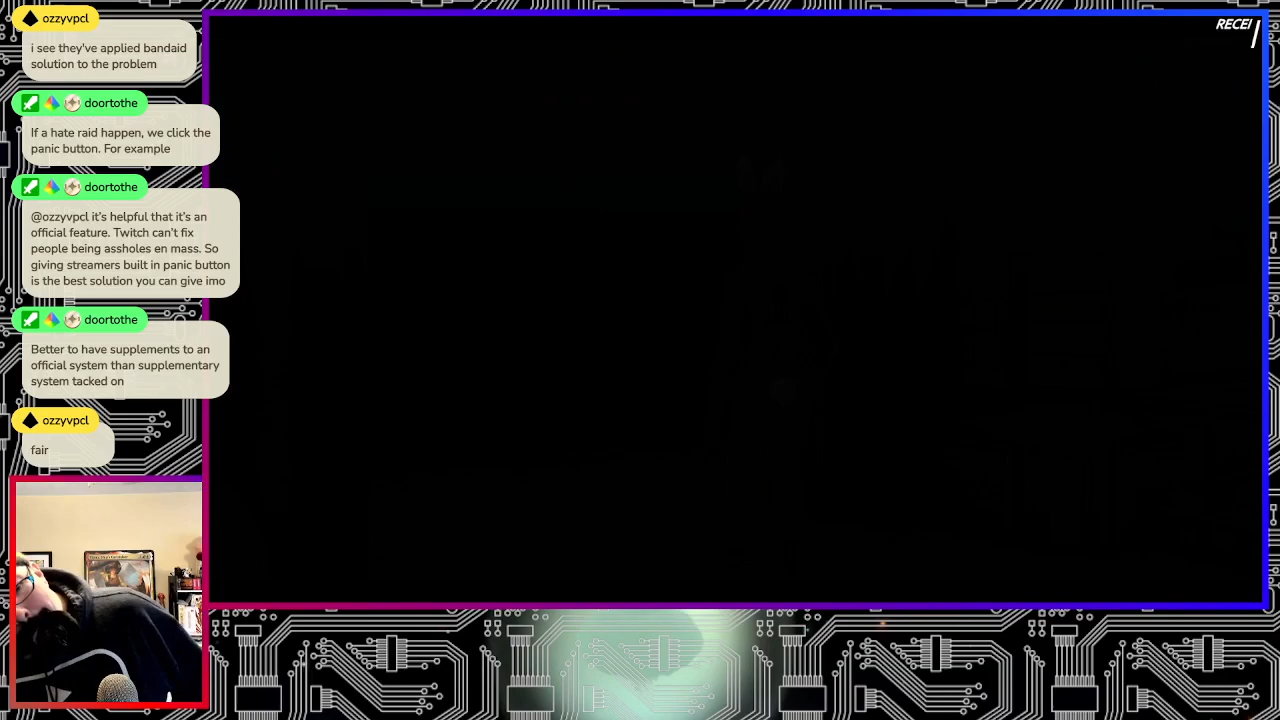 ozzyvpcl
i see they've applied bandaid
solution to the problem
doortothe
If a hate raid happen, we click the
panic button. For example
doortothe
@ozzyvpcl it's helpful that it's an
official feature. Twitch can't fix
people being assholes en mass. So
giving streamers built in panic button
is the best solution you can give imo
doortothe
Better to have supplements to an
official system than supplementary
system tacked on
ozzyvpcl
fair
RECEI